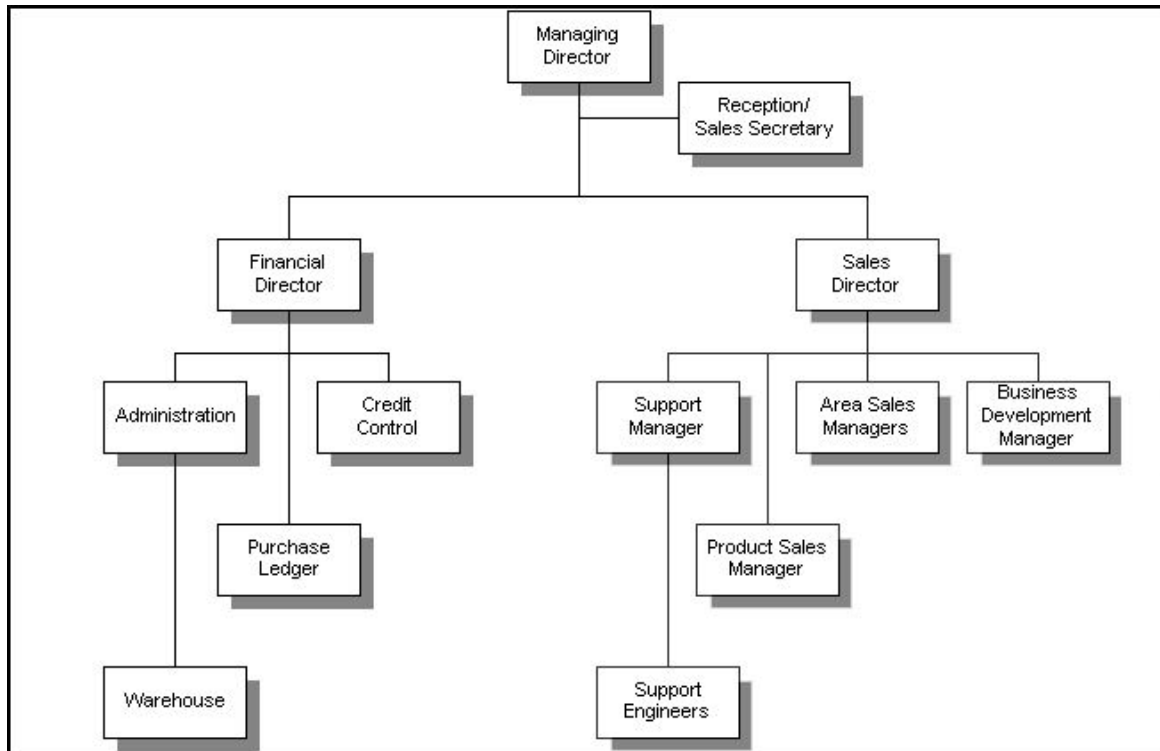 Managing
Director
Reception/
Sales Secretary
Financial
Director
Sales
Director
Administration
Credit
Control
Support
Manager
Area Sales
Managers
Business
Development
Manager
Purchase
Ledger
Product Sales
Manager
Warehouse
Support
Engineers